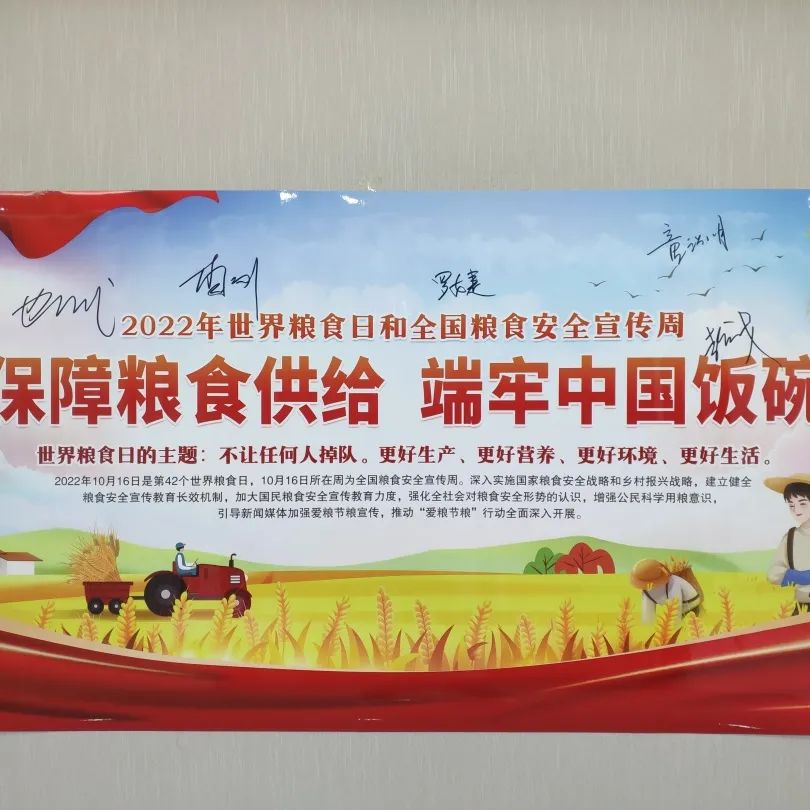 2022年世界粮食日和全国粮食安全宣传周
保障粮食供给 端牢中国饭碗
世界粮食日的主题：不让任何人掉队。更好生产、更好营养、更好环境、更好生活。
2022年10月16日是第42个世界粮食日，10月16日所在周为全国粮食安全宣传周。深入实施国家粮食安全战略和乡村报兴战略，建立健全
粮食安全宣传教育长效机制，加大国民粮食安全宣传教育力度，强化全社会对粮食安全形势的认识，增强公民科学用粮意识，
引导新闻媒体加强爱粮节粮宣传，推动“爱粮节粮”行动全面深入开展。